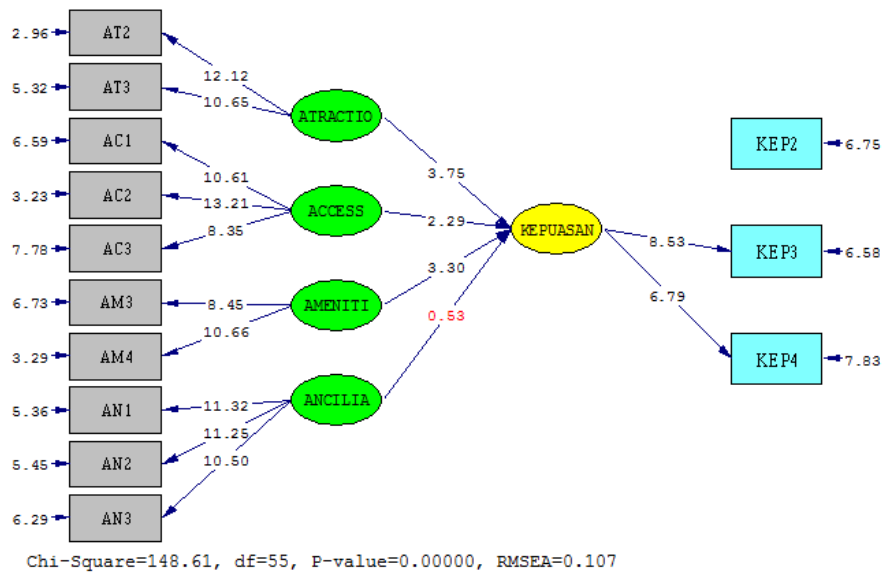 2.96 AT2
12.12
5.32 AT3
10.65
ATRACTIO
6.59 AC1
KEP2 6.75
3.75
10.61
3.23 AC2
13.21
ACCESS
2.29
8.35
KEPUASAN
8.53
KEP3 6.58
7.78 AC3
3.30
6.73 AM3
8.45
AMENITI
6.79
0.53
10.66
3.29 AM4
KEP4 7.83
ANCILIA
5.36 AN1
11.32
11.25
5.45 AN2
10.50
6.29 AN3
Chi-Square=148.61, df=55, P-value=0.00000, RMSEA=0.107